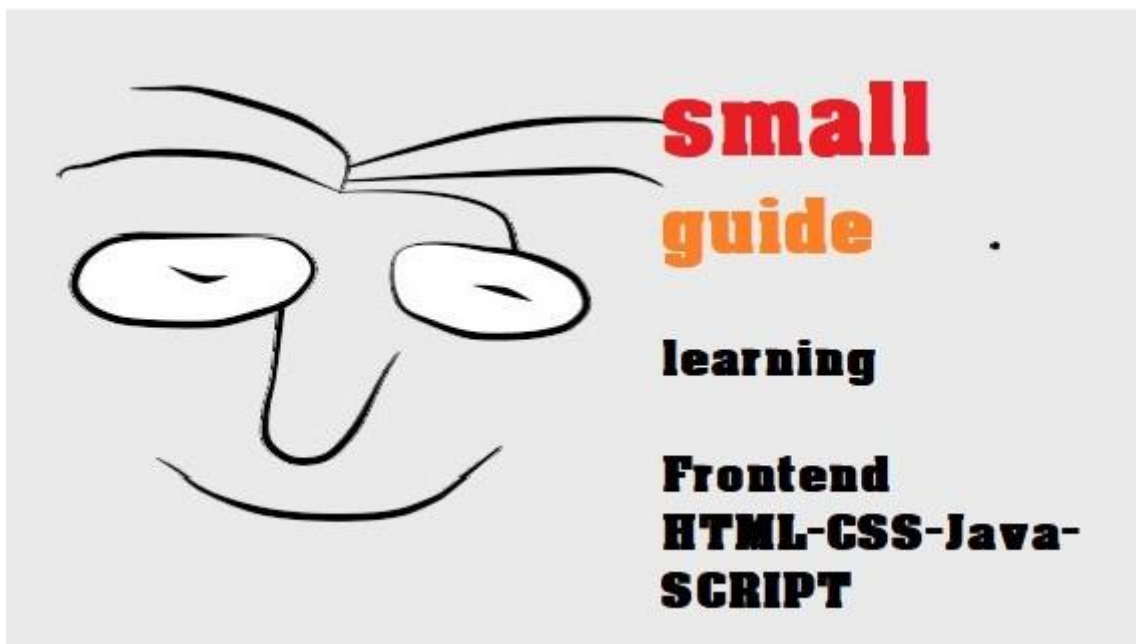 small
guide
learning
Frontend
HTML-CSS-Java-
SCRIPT